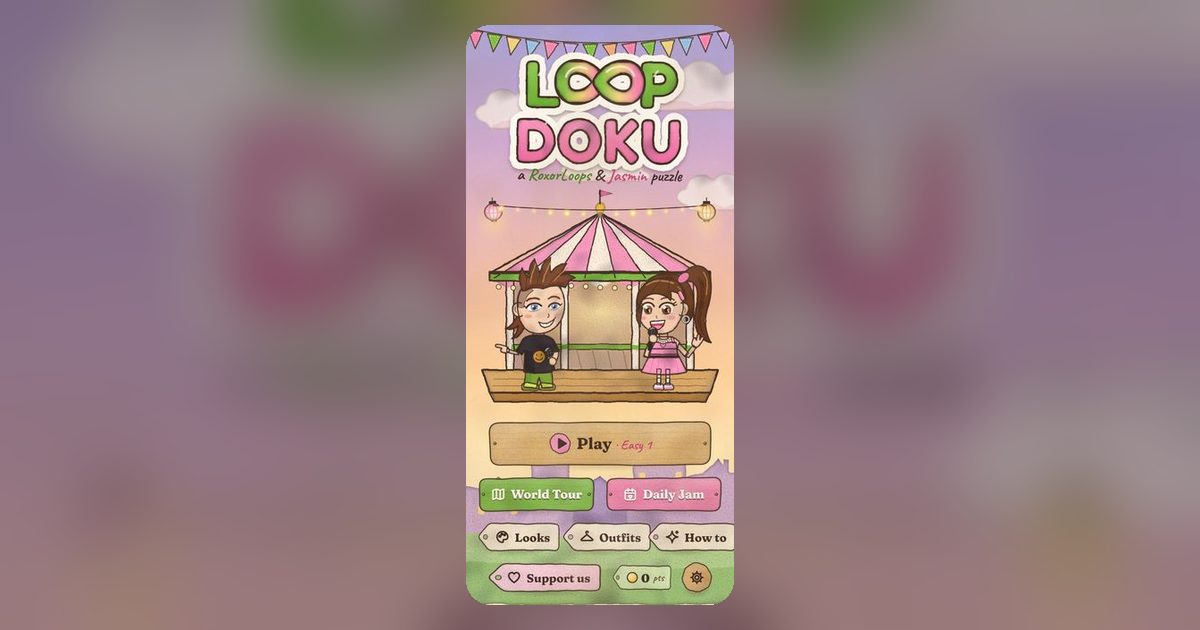 LOOP
DOKU
a RoxorLoops & Jasmin puzzle
Play · Easy 1
World Tour
Daily Jam
Looks
Outfits
How to
Support us
0 pts